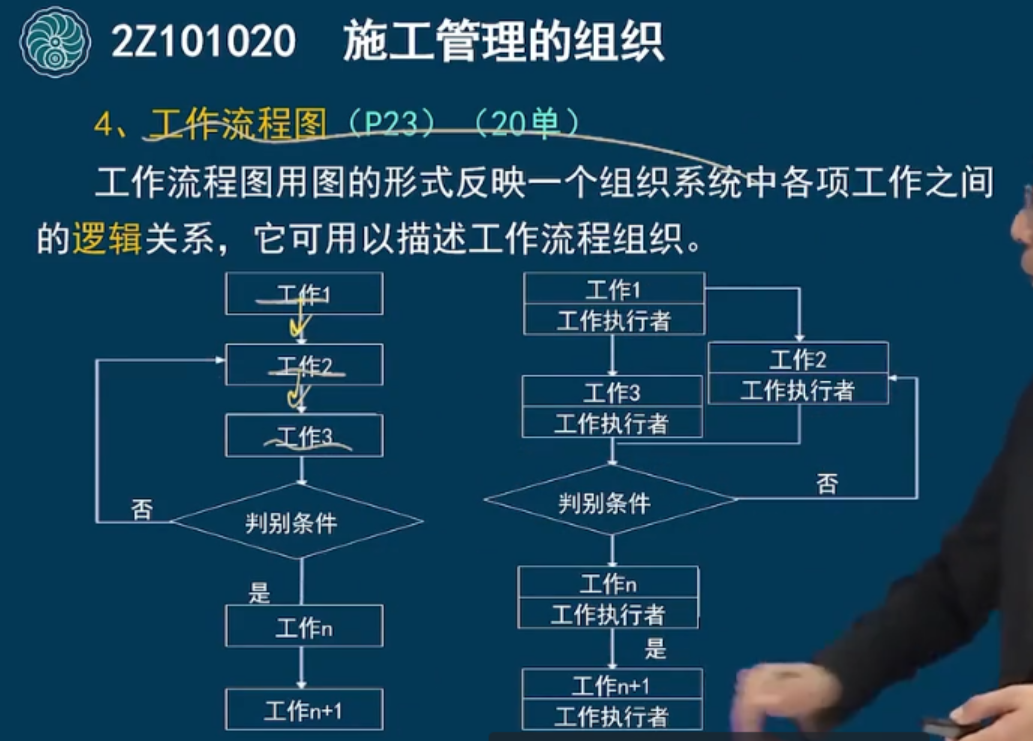 2Z101020 施工管理的组织
4、工作流程图（P23）（20单）
工作流程图用图的形式反映一个组织系统中各项工作之间
的逻辑关系，它可用以描述工作流程组织。
工作1
工作2
工作3
判别条件
否
是
工作n
工作n+1
工作1
工作执行者
工作2
工作执行者
工作3
工作执行者
判别条件
否
工作n
工作执行者
是
工作n+1
工作执行者